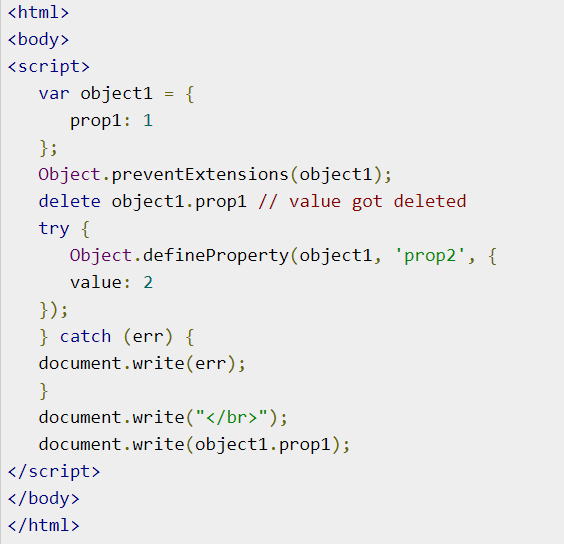 <html>
<body>
<script>
   var object1 = {
      prop1: 1
   };
   Object.preventExtensions(object1);
   delete object1.prop1 // value got deleted
   try {
      Object.defineProperty(object1, 'prop2', {
      value: 2
   });
   } catch (err) {
   document.write(err);
   }
   document.write("</br>");
   document.write(object1.prop1);
</script>
</body>
</html>